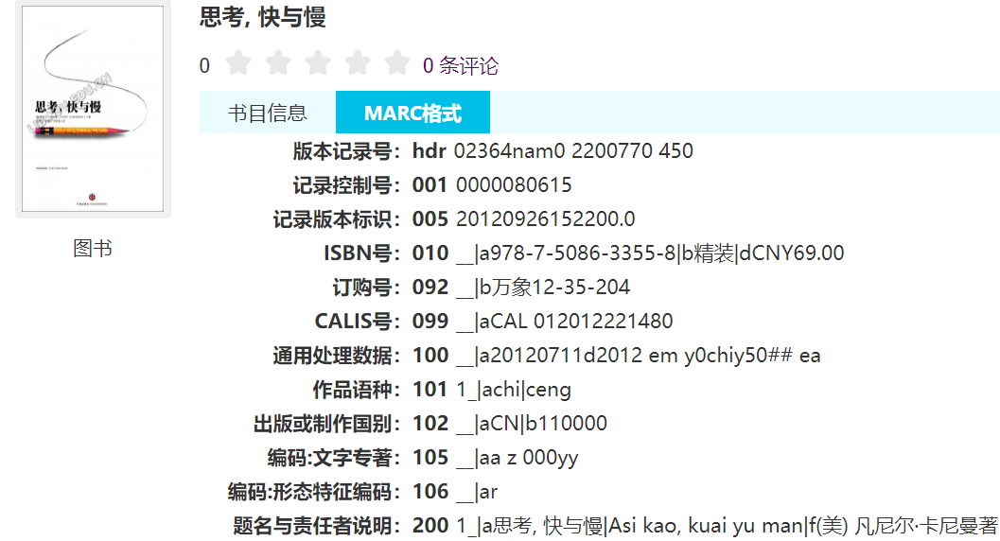 思考, 快与慢
0 0 条评论
书目信息 MARC格式
思考, 快与慢
图书
版本记录号：hdr 02364nam0 2200770 450
记录控制号：001 0000080615
记录版本标识：005 20120926152200.0
ISBN号：010 __|a978-7-5086-3355-8|b精装|dCNY69.00
订购号：092 __|b万象12-35-204
CALIS号：099 __|aCAL 012012221480
通用处理数据：100 __|a20120711d2012 em y0chiy50## ea
作品语种：101 1_|achi|ceng
出版或制作国别：102 __|aCN|b110000
编码:文字专著：105 __|aa z 000yy
编码:形态特征编码：106 __|ar
题名与责任者说明：200 1_|a思考, 快与慢|Asi kao, kuai yu man|f(美) 凡尼尔·卡尼曼著